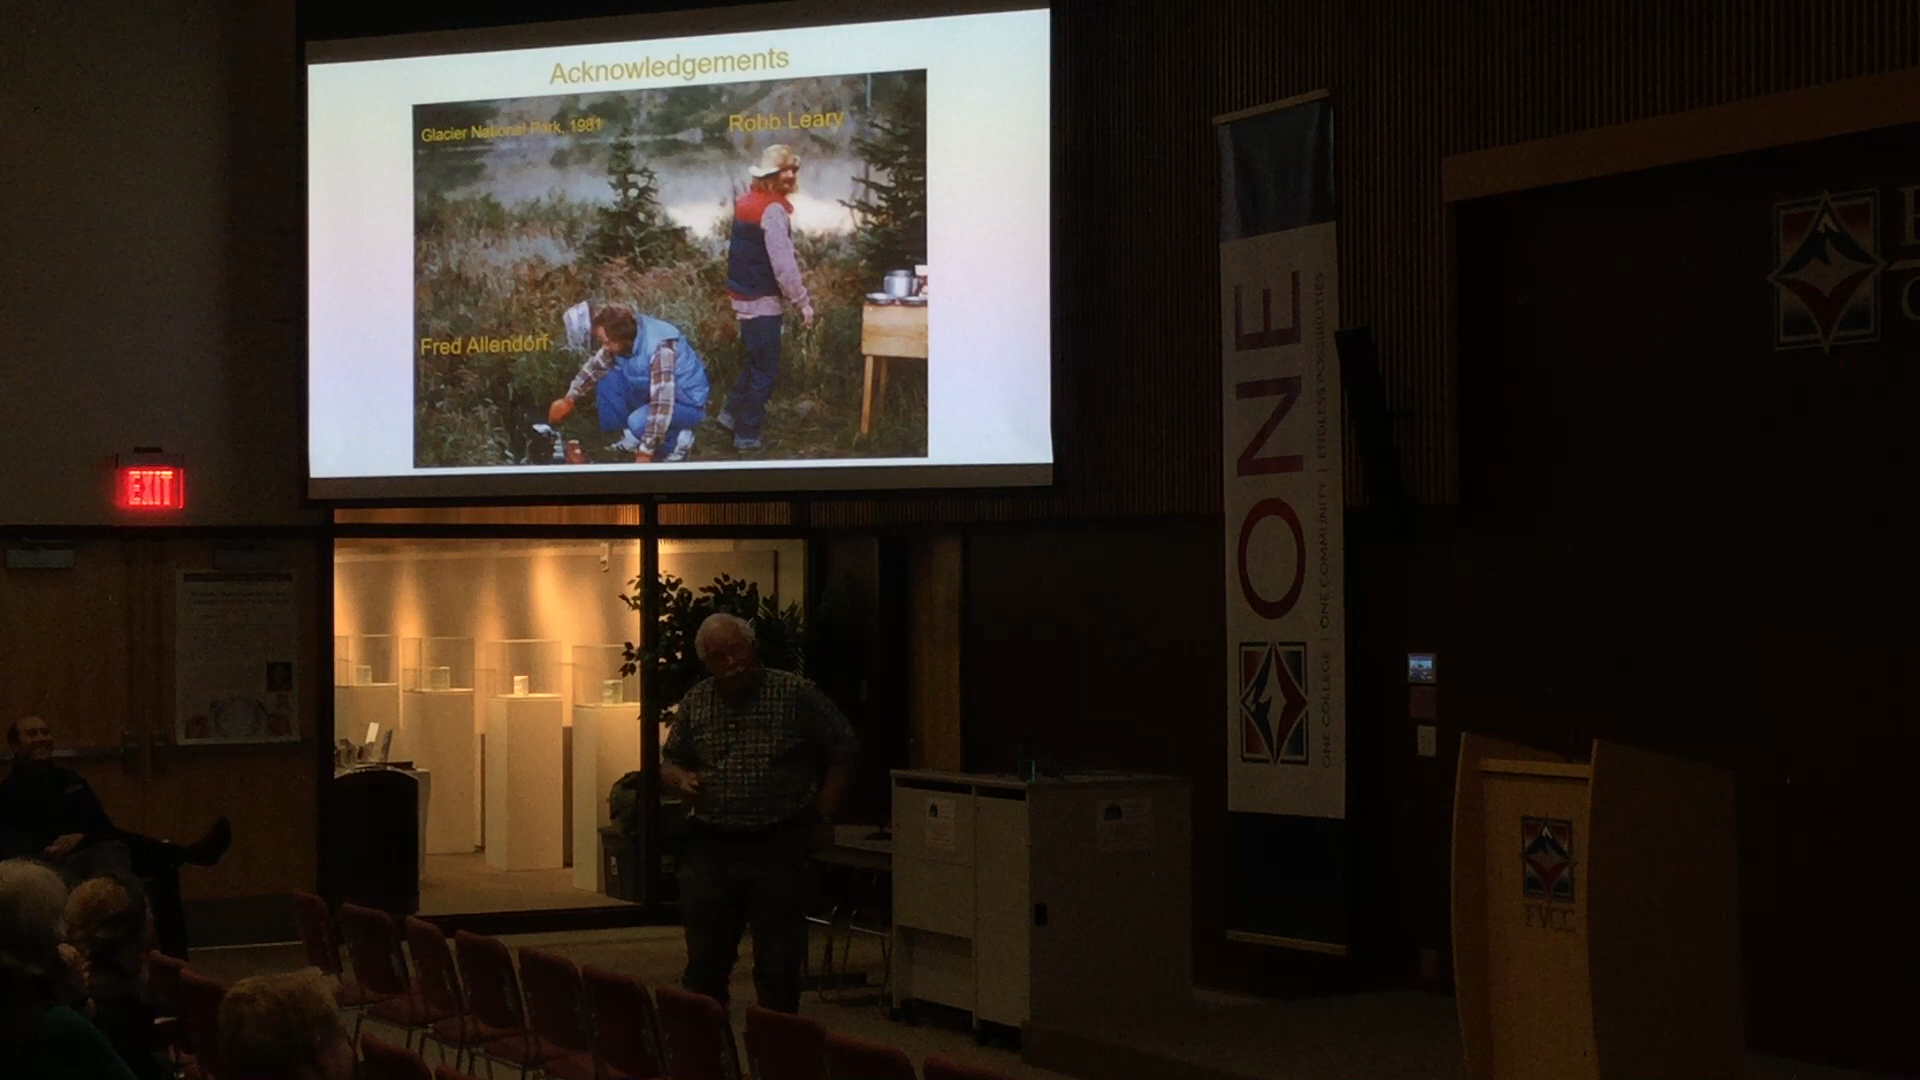 Acknowledgements
Glacier National Park, 1981
Robb Leary
Fred Allendorf
EXIT
ONE
ONE COLLEGE | ONE COMMUNITY | ENDLESS POSSIBILITIES
FVCC